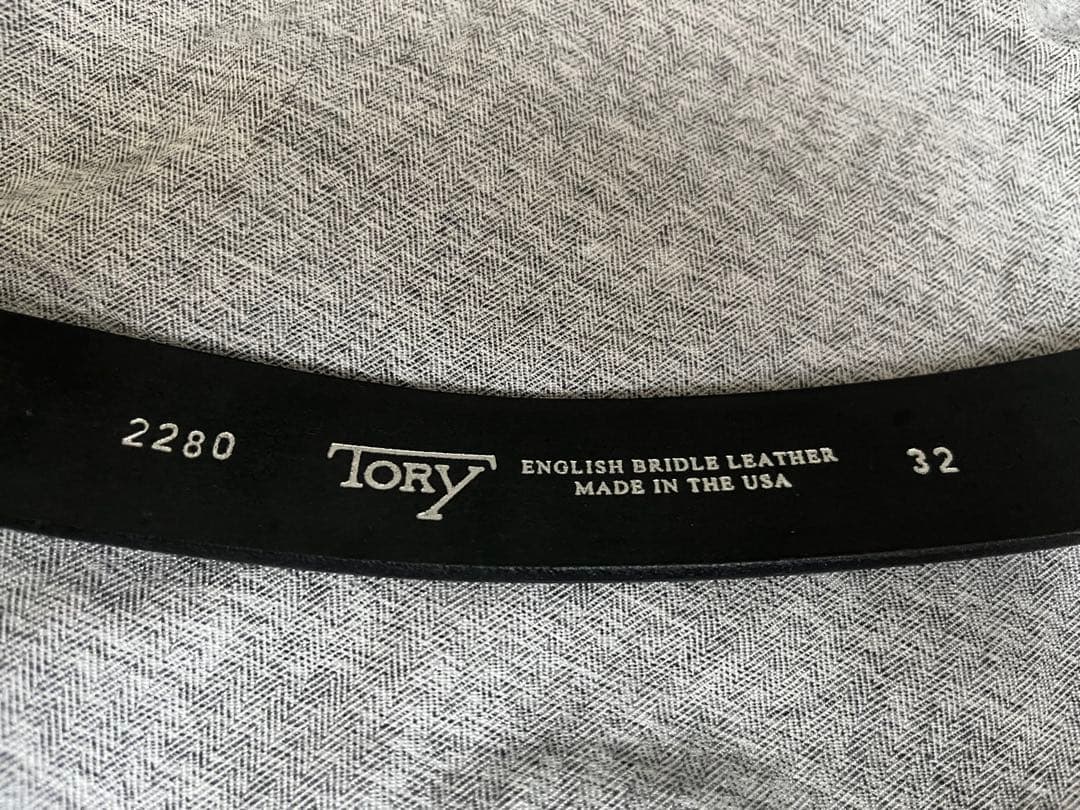 2280
TORY
ENGLISH BRIDLE LEATHER
MADE IN THE USA
32